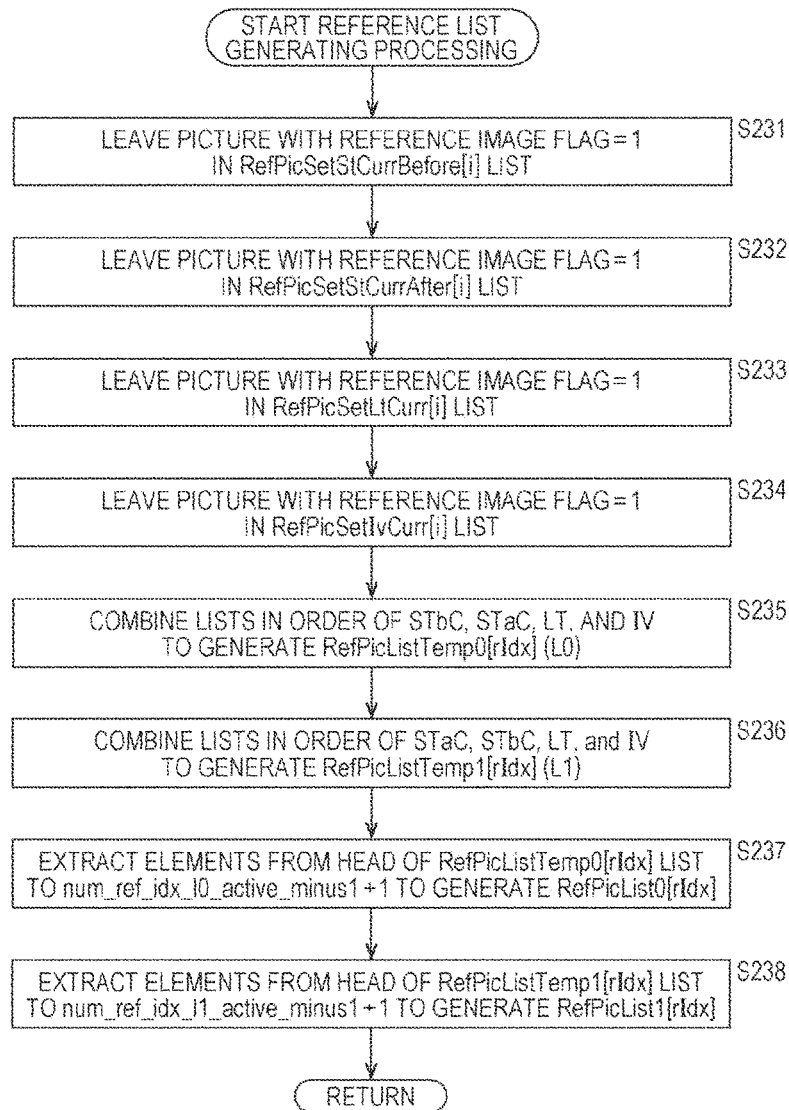 START REFERENCE LIST
GENERATING PROCESSING
S231
LEAVE PICTURE WITH REFERENCE IMAGE FLAG = 1
IN RefPicSetStCurrBefore[i] LIST
S232
LEAVE PICTURE WITH REFERENCE IMAGE FLAG = 1
IN RefPicSetStCurrAfter[i] LIST
S233
LEAVE PICTURE WITH REFERENCE IMAGE FLAG = 1
IN RefPicSetLtCurr[i] LIST
S234
LEAVE PICTURE WITH REFERENCE IMAGE FLAG = 1
IN RefPicSetIvCurr[i] LIST
S235
COMBINE LISTS IN ORDER OF STbC, STaC, LT, AND IV
TO GENERATE RefPicListTemp0[rIdx] (L0)
S236
COMBINE LISTS IN ORDER OF STaC, STbC, LT, and IV
TO GENERATE RefPicListTemp1[rIdx] (L1)
S237
EXTRACT ELEMENTS FROM HEAD OF RefPicListTemp0[rIdx] LIST
TO num_ref_idx_l0_active_minus1 +1 TO GENERATE RefPicList0[rIdx]
S238
EXTRACT ELEMENTS FROM HEAD OF RefPicListTemp1[rIdx] LIST
TO num_ref_idx_l1_active_minus1 +1 TO GENERATE RefPicList1[rIdx]
RETURN